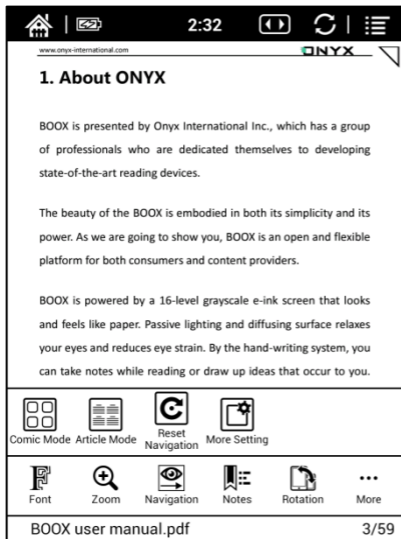 2:32
www.onyx-international.com
ONYX
1. About ONYX
BOOX is presented by Onyx International Inc., which has a group
of professionals who are dedicated themselves to developing
state-of-the-art reading devices.
The beauty of the BOOX is embodied in both its simplicity and its
power. As we are going to show you, BOOX is an open and flexible
platform for both consumers and content providers.
BOOX is powered by a 16-level grayscale e-ink screen that looks
and feels like paper. Passive lighting and diffusing surface relaxes
your eyes and reduces eye strain. By the hand-writing system, you
can take notes while reading or draw up ideas that occur to you.
Comic Mode Article Mode Reset Navigation More Setting
Font Zoom Navigation Notes Rotation More
BOOX user manual.pdf 3/59